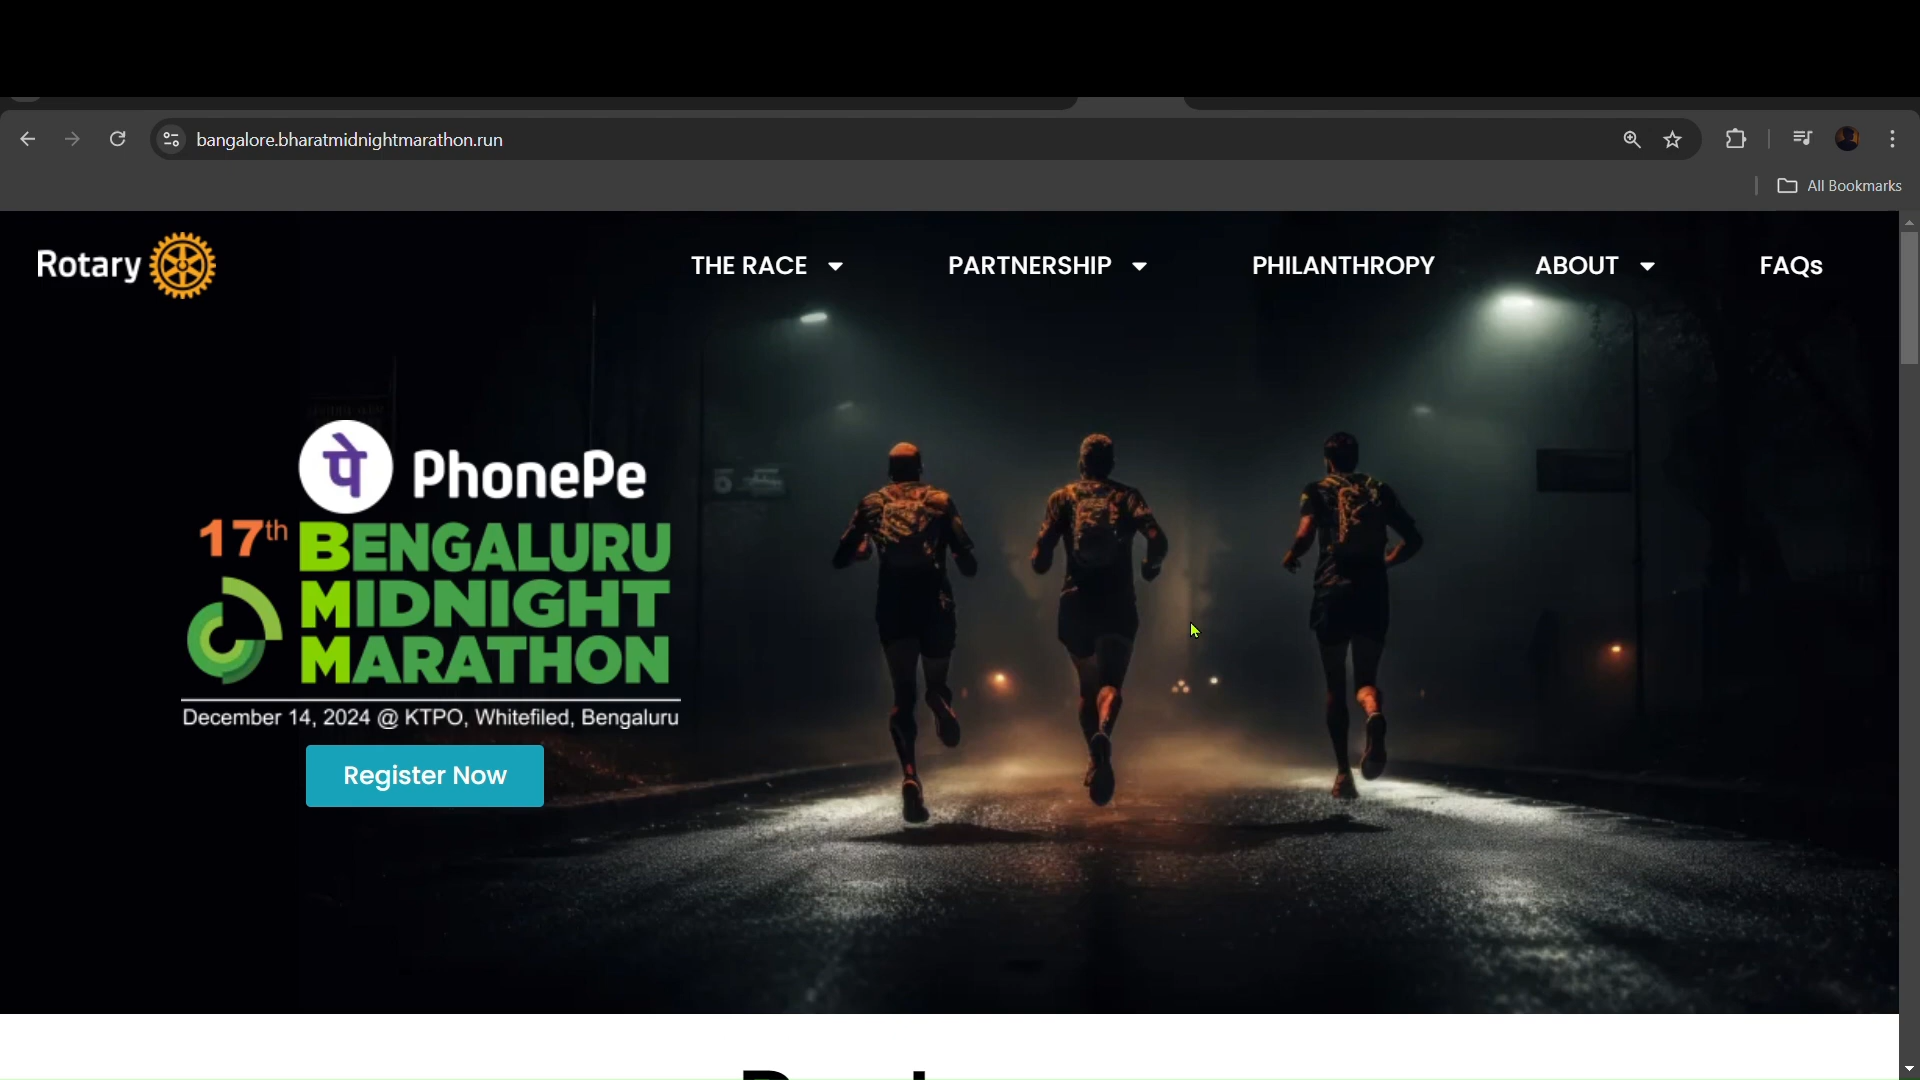 bangalore.bharatmidnightmarathon.run
All Bookmarks
Rotary
THE RACE
PARTNERSHIP
PHILANTHROPY
ABOUT
FAQs
पे PhonePe
17th BENGALURU
MIDNIGHT
MARATHON
December 14, 2024 @ KTPO, Whitefiled, Bengaluru
Register Now